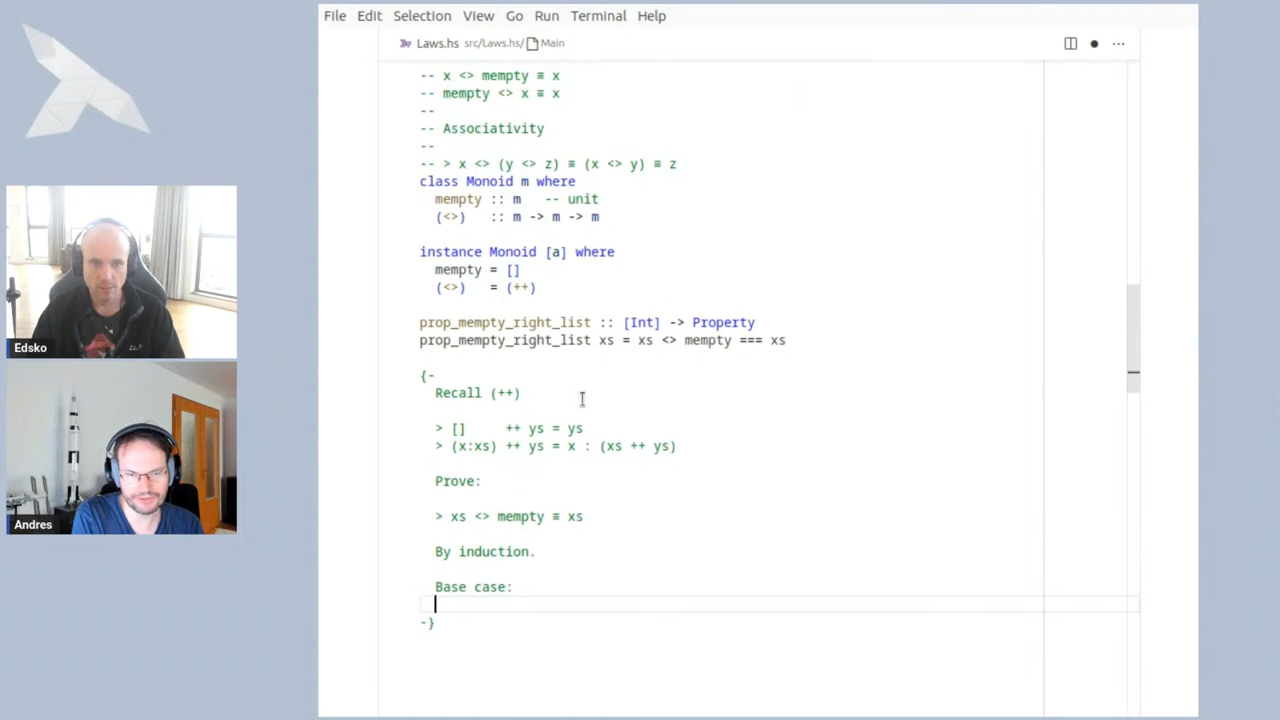 File Edit Selection View Go Run Terminal Help
Laws.hs src/Laws.hs/ Main
-- x <> mempty ≡ x
-- mempty <> x ≡ x
--
-- Associativity
--
-- > x <> (y <> z) ≡ (x <> y) ≡ z
class Monoid m where
mempty :: m -- unit
(<>) :: m -> m -> m
instance Monoid [a] where
mempty = []
(<>) = (++)
prop_mempty_right_list :: [Int] -> Property
prop_mempty_right_list xs = xs <> mempty === xs
{-
Recall (++)
> [] ++ ys = ys
> (x:xs) ++ ys = x : (xs ++ ys)
Prove:
> xs <> mempty ≡ xs
By induction.
Base case:
-}
Edsko
Andres